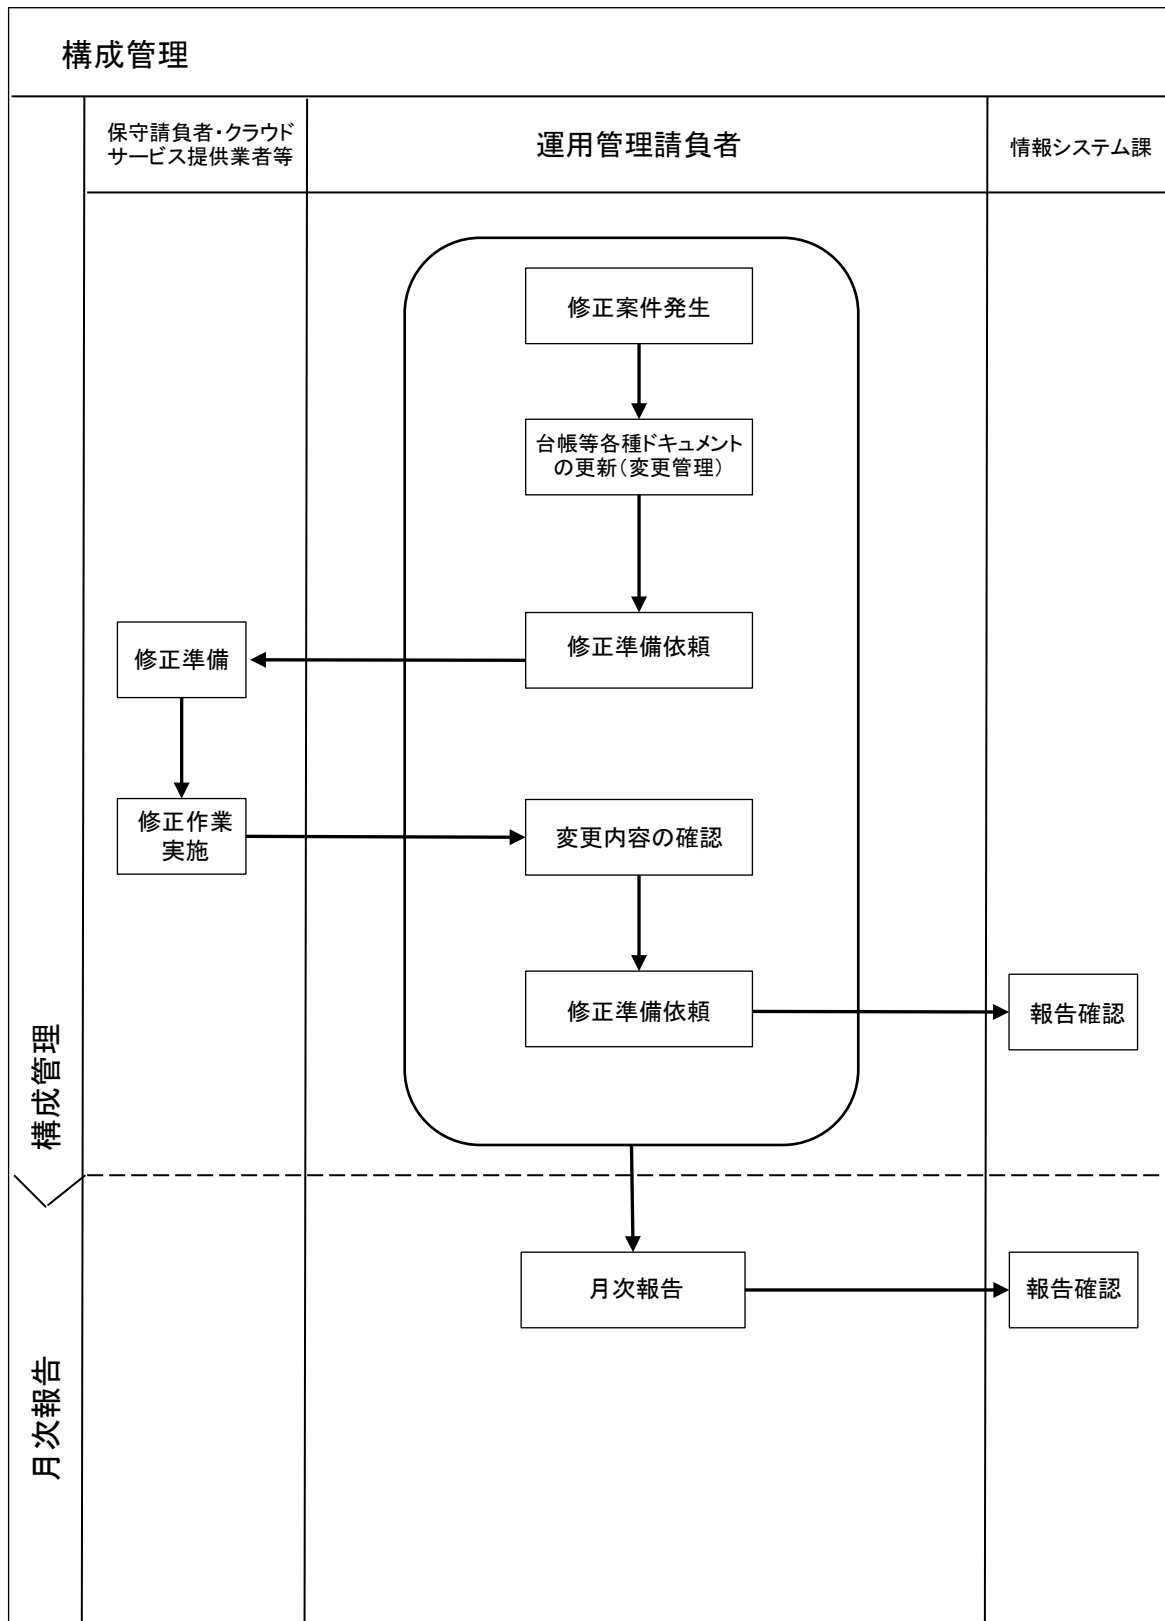 構成管理
保守請負者・クラウド
サービス提供業者等
運用管理請負者
情報システム課
修正案件発生
台帳等各種ドキュメント
の更新（変更管理）
修正準備依頼
修正準備
修正作業
実施
変更内容の確認
修正準備依頼
報告確認
構成管理
月次報告
報告確認
月次報告